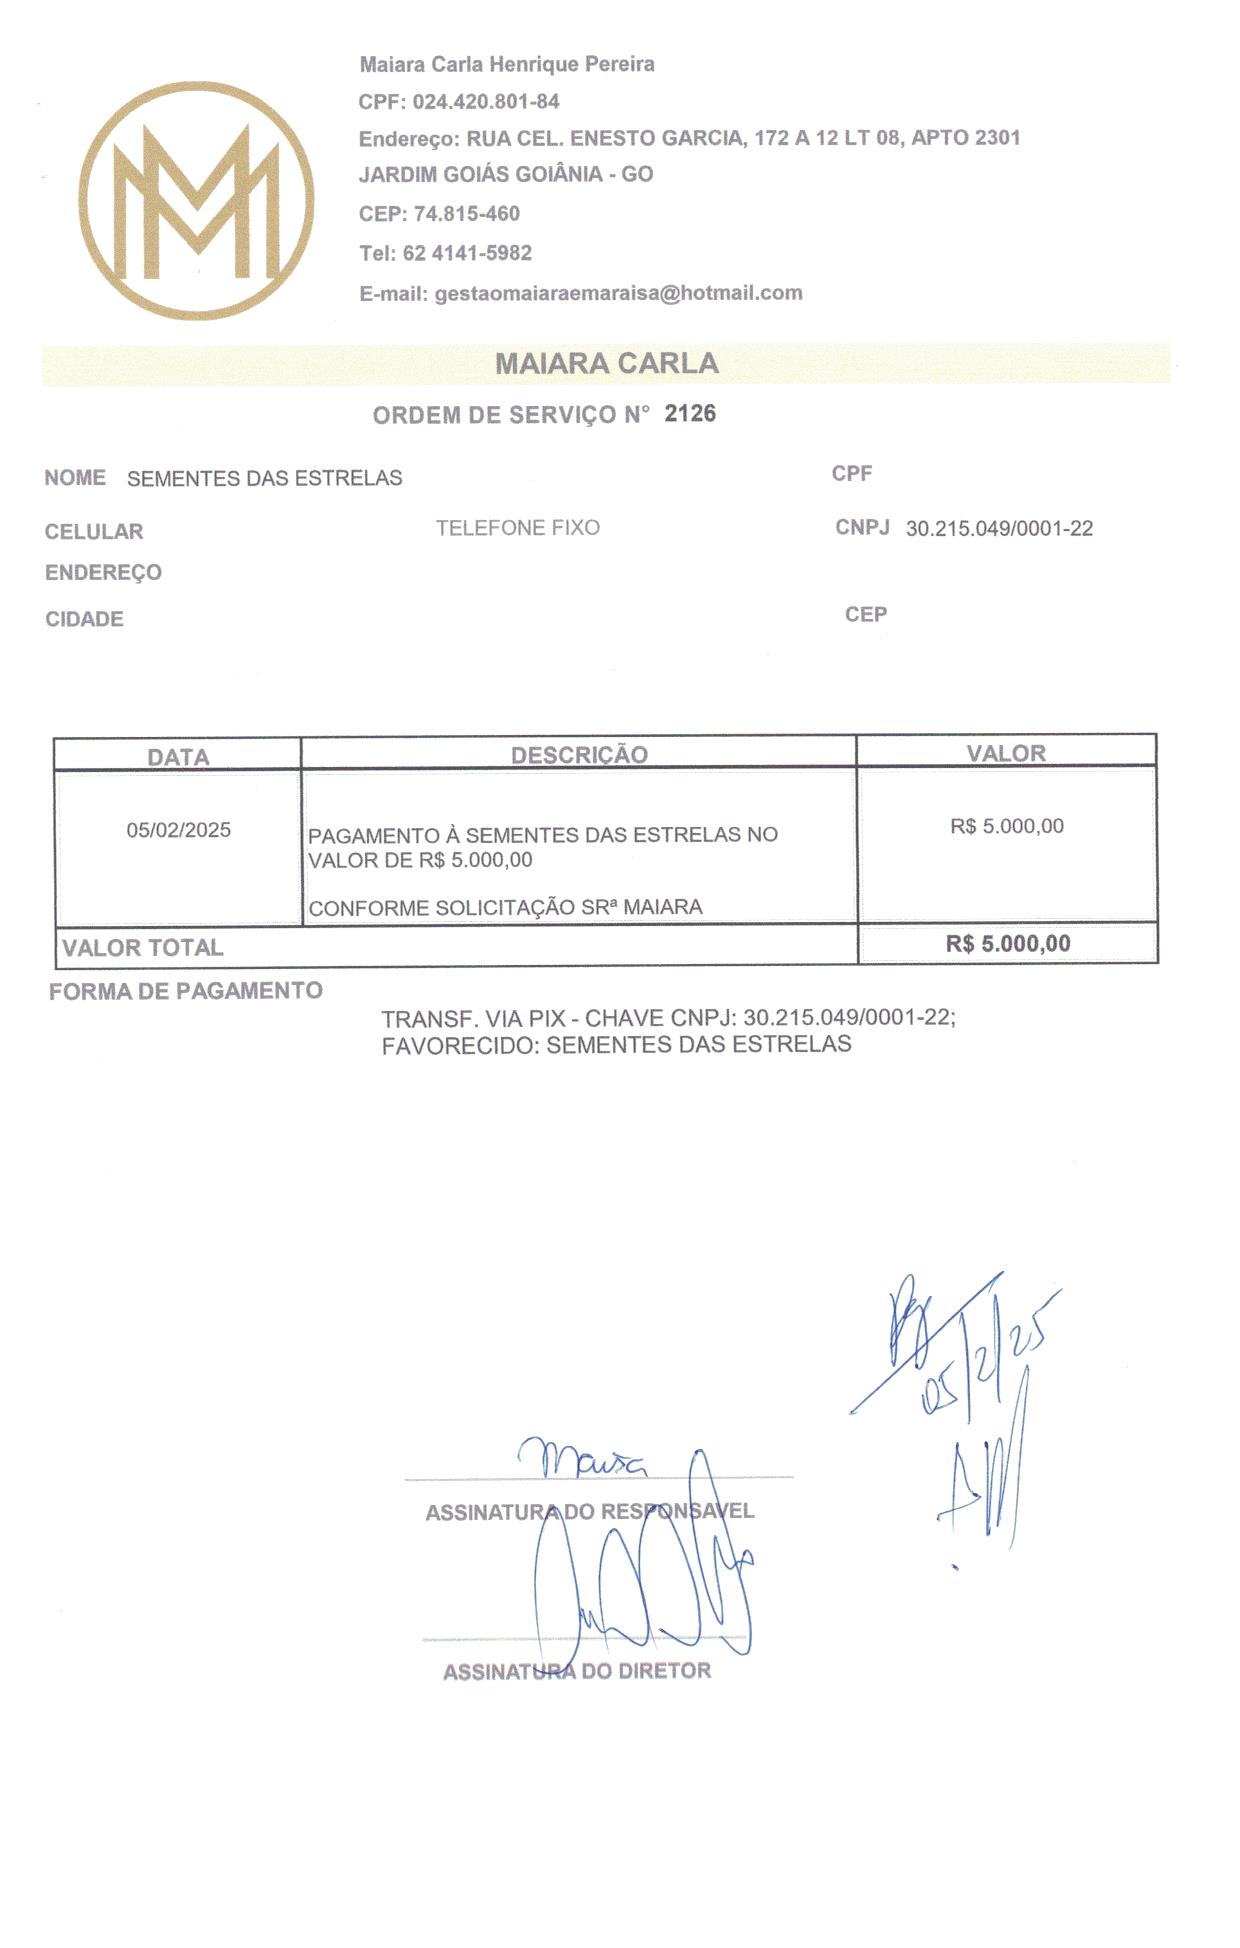 Maiara Carla Henrique Pereira
CPF: 024.420.801-84
Endereço: RUA CEL. ENESTO GARCIA, 172 A 12 LT 08, APTO 2301
JARDIM GOIÁS GOIÂNIA - GO
CEP: 74.815-460
Tel: 62 4141-5982
E-mail: gestaomaiaraemaraisa@hotmail.com
MAIARA CARLA
ORDEM DE SERVIÇO N° 2126
NOME SEMENTES DAS ESTRELAS CPF
CELULAR TELEFONE FIXO CNPJ 30.215.049/0001-22
ENDEREÇO
CIDADE CEP
DATA DESCRIÇÃO VALOR
05/02/2025 PAGAMENTO À SEMENTES DAS ESTRELAS NO R$ 5.000,00
VALOR DE R$ 5.000,00
CONFORME SOLICITAÇÃO SRª MAIARA
VALOR TOTAL R$ 5.000,00
FORMA DE PAGAMENTO
TRANSF. VIA PIX - CHAVE CNPJ: 30.215.049/0001-22;
FAVORECIDO: SEMENTES DAS ESTRELAS
05/2/25
ASSINATURA DO RESPONSAVEL
ASSINATURA DO DIRETOR